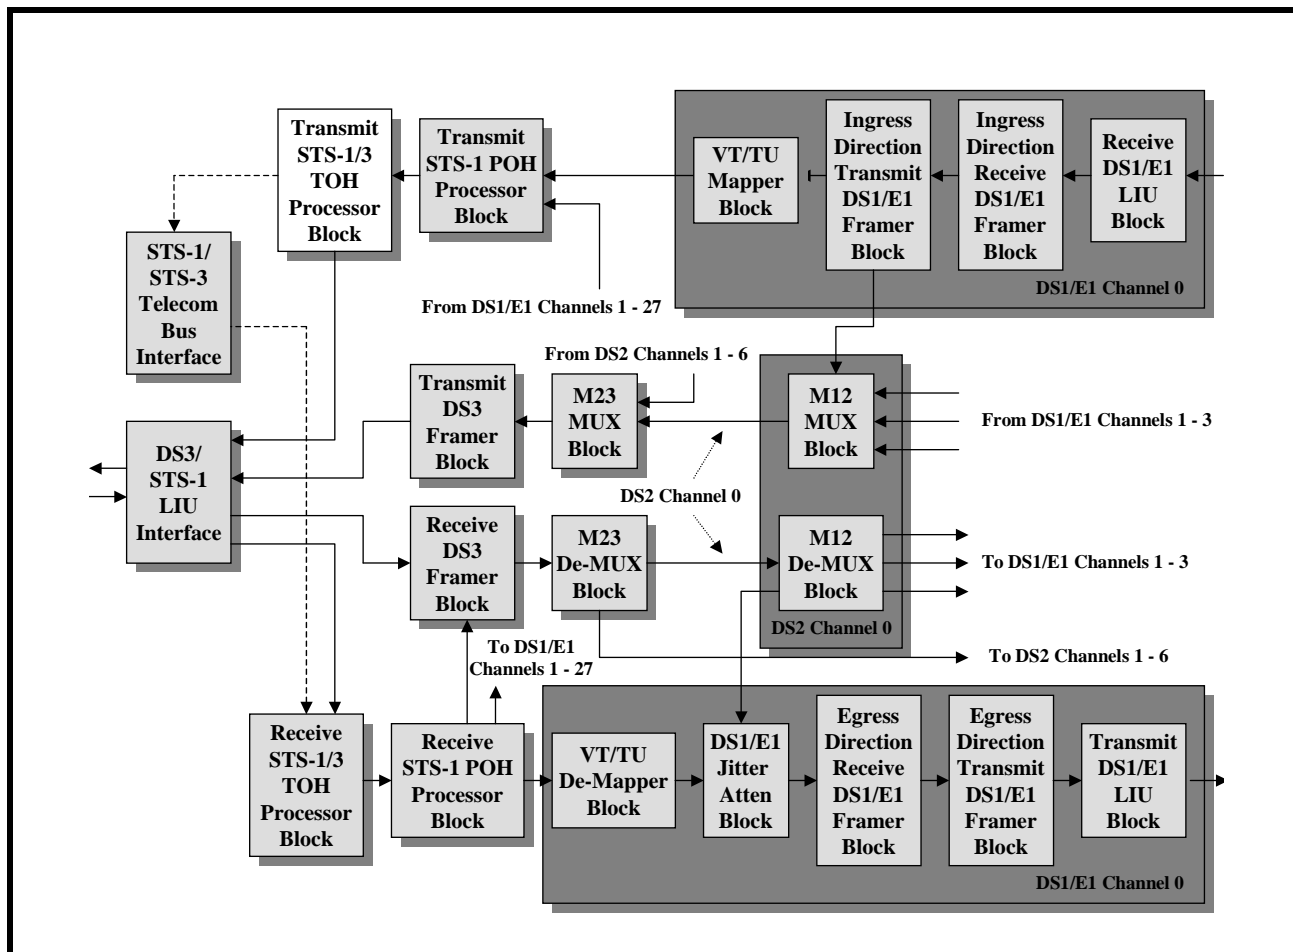 Transmit
STS-1/3
TOH
Processor
Block
Transmit
STS-1 POH
Processor
Block
VT/TU
Mapper
Block
Ingress
Direction
Transmit
DS1/E1
Framer
Block
Ingress
Direction
Receive
DS1/E1
Framer
Block
Receive
DS1/E1
LIU
Block
DS1/E1 Channel 0
STS-1/
STS-3
Telecom
Bus
Interface
From DS1/E1 Channels 1 - 27
From DS2 Channels 1 - 6
Transmit
DS3
Framer
Block
M23
MUX
Block
M12
MUX
Block
From DS1/E1 Channels 1 - 3
DS3/
STS-1
LIU
Interface
DS2 Channel 0
Receive
DS3
Framer
Block
M23
De-MUX
Block
M12
De-MUX
Block
To DS1/E1 Channels 1 - 3
DS2 Channel 0
To DS1/E1
Channels 1 - 27
To DS2 Channels 1 - 6
Receive
STS-1/3
TOH
Processor
Block
Receive
STS-1 POH
Processor
Block
VT/TU
De-Mapper
Block
DS1/E1
Jitter
Atten
Block
Egress
Direction
Receive
DS1/E1
Framer
Block
Egress
Direction
Transmit
DS1/E1
Framer
Block
Transmit
DS1/E1
LIU
Block
DS1/E1 Channel 0